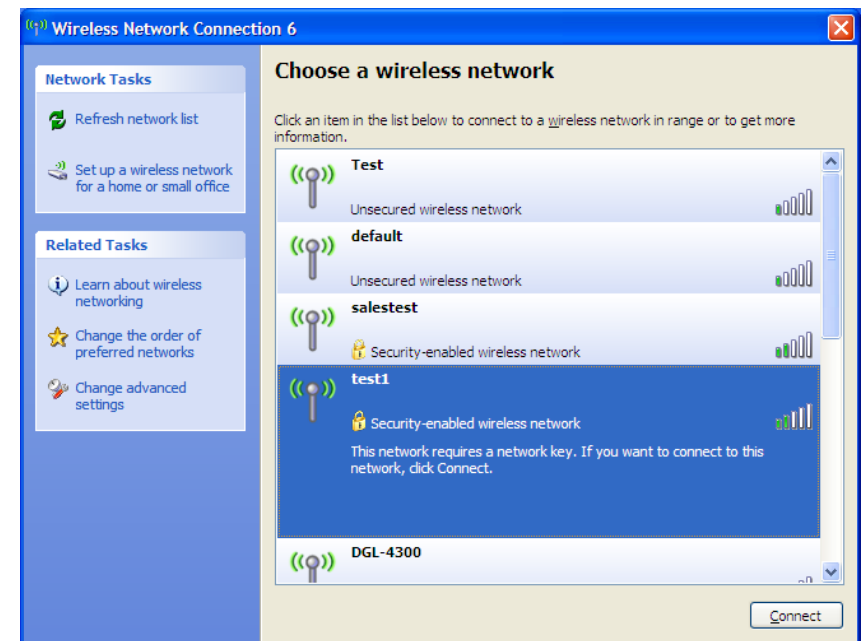 Wireless Network Connection 6
Network Tasks
Refresh network list
Set up a wireless network
for a home or small office
Related Tasks
Learn about wireless
networking
Change the order of
preferred networks
Change advanced
settings
Choose a wireless network
Click an item in the list below to connect to a wireless network in range or to get more
information.
Test
Unsecured wireless network
default
Unsecured wireless network
salestest
Security-enabled wireless network
test1
Security-enabled wireless network
This network requires a network key. If you want to connect to this
network, click Connect.
DGL-4300
Connect